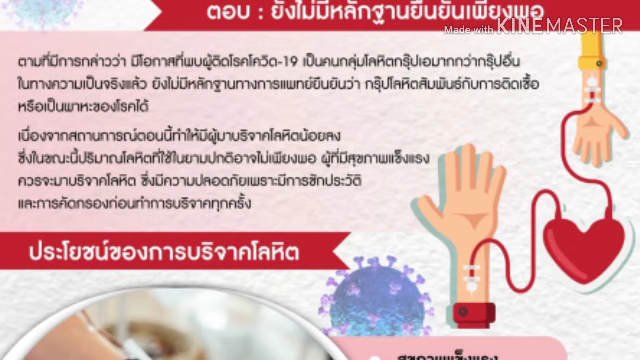 ตอบ : ยังไม่มีหลักฐานยืนยันเพียงพอ
Made with KINEMASTER
ตามที่มีการกล่าวว่า มีโอกาสที่พบผู้ติดโรคโควิด-19 เป็นคนกลุ่มโลหิตกรุ๊ปเอมากกว่ากรุ๊ปอื่น
ในทางความเป็นจริงแล้ว ยังไม่มีหลักฐานทางการแพทย์ยืนยันว่า กรุ๊ปโลหิตสัมพันธ์กับการติดเชื้อ
หรือเป็นพาหะของโรคได้
เนื่องจากสถานการณ์ตอนนี้ทำให้มีผู้มาบริจาคโลหิตน้อยลง
ซึ่งในขณะนี้ปริมาณโลหิตที่ใช้ในยามปกติอาจไม่เพียงพอ ผู้ที่มีสุขภาพแข็งแรง
ควรจะมาบริจาคโลหิต ซึ่งมีความปลอดภัยเพราะมีการซักประวัติ
และการคัดกรองก่อนทำการบริจาคทุกครั้ง
ประโยชน์ของการบริจาคโลหิต
สุขภาพแข็งแรง